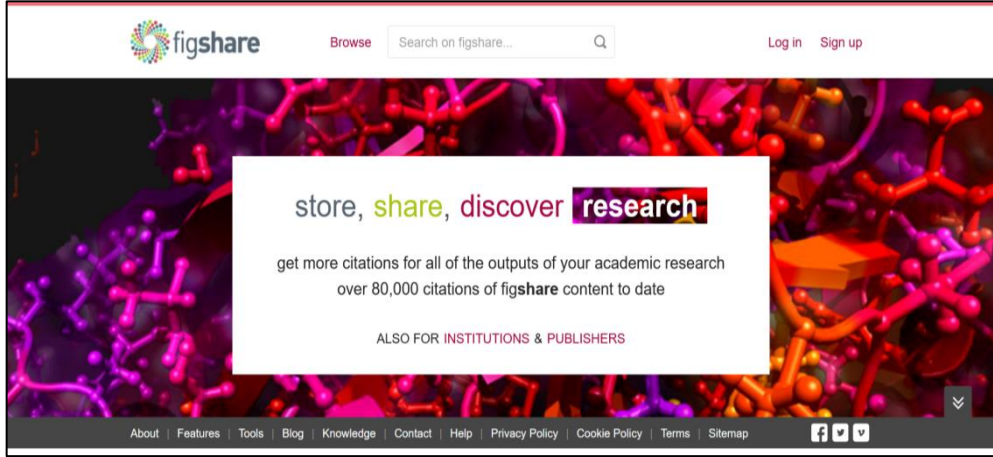 figshare Browse Search on figshare... Log in Sign up
store, share, discover research
get more citations for all of the outputs of your academic research
over 80,000 citations of figshare content to date
ALSO FOR INSTITUTIONS & PUBLISHERS
About | Features | Tools | Blog | Knowledge | Contact | Help | Privacy Policy | Cookie Policy | Terms | Sitemap